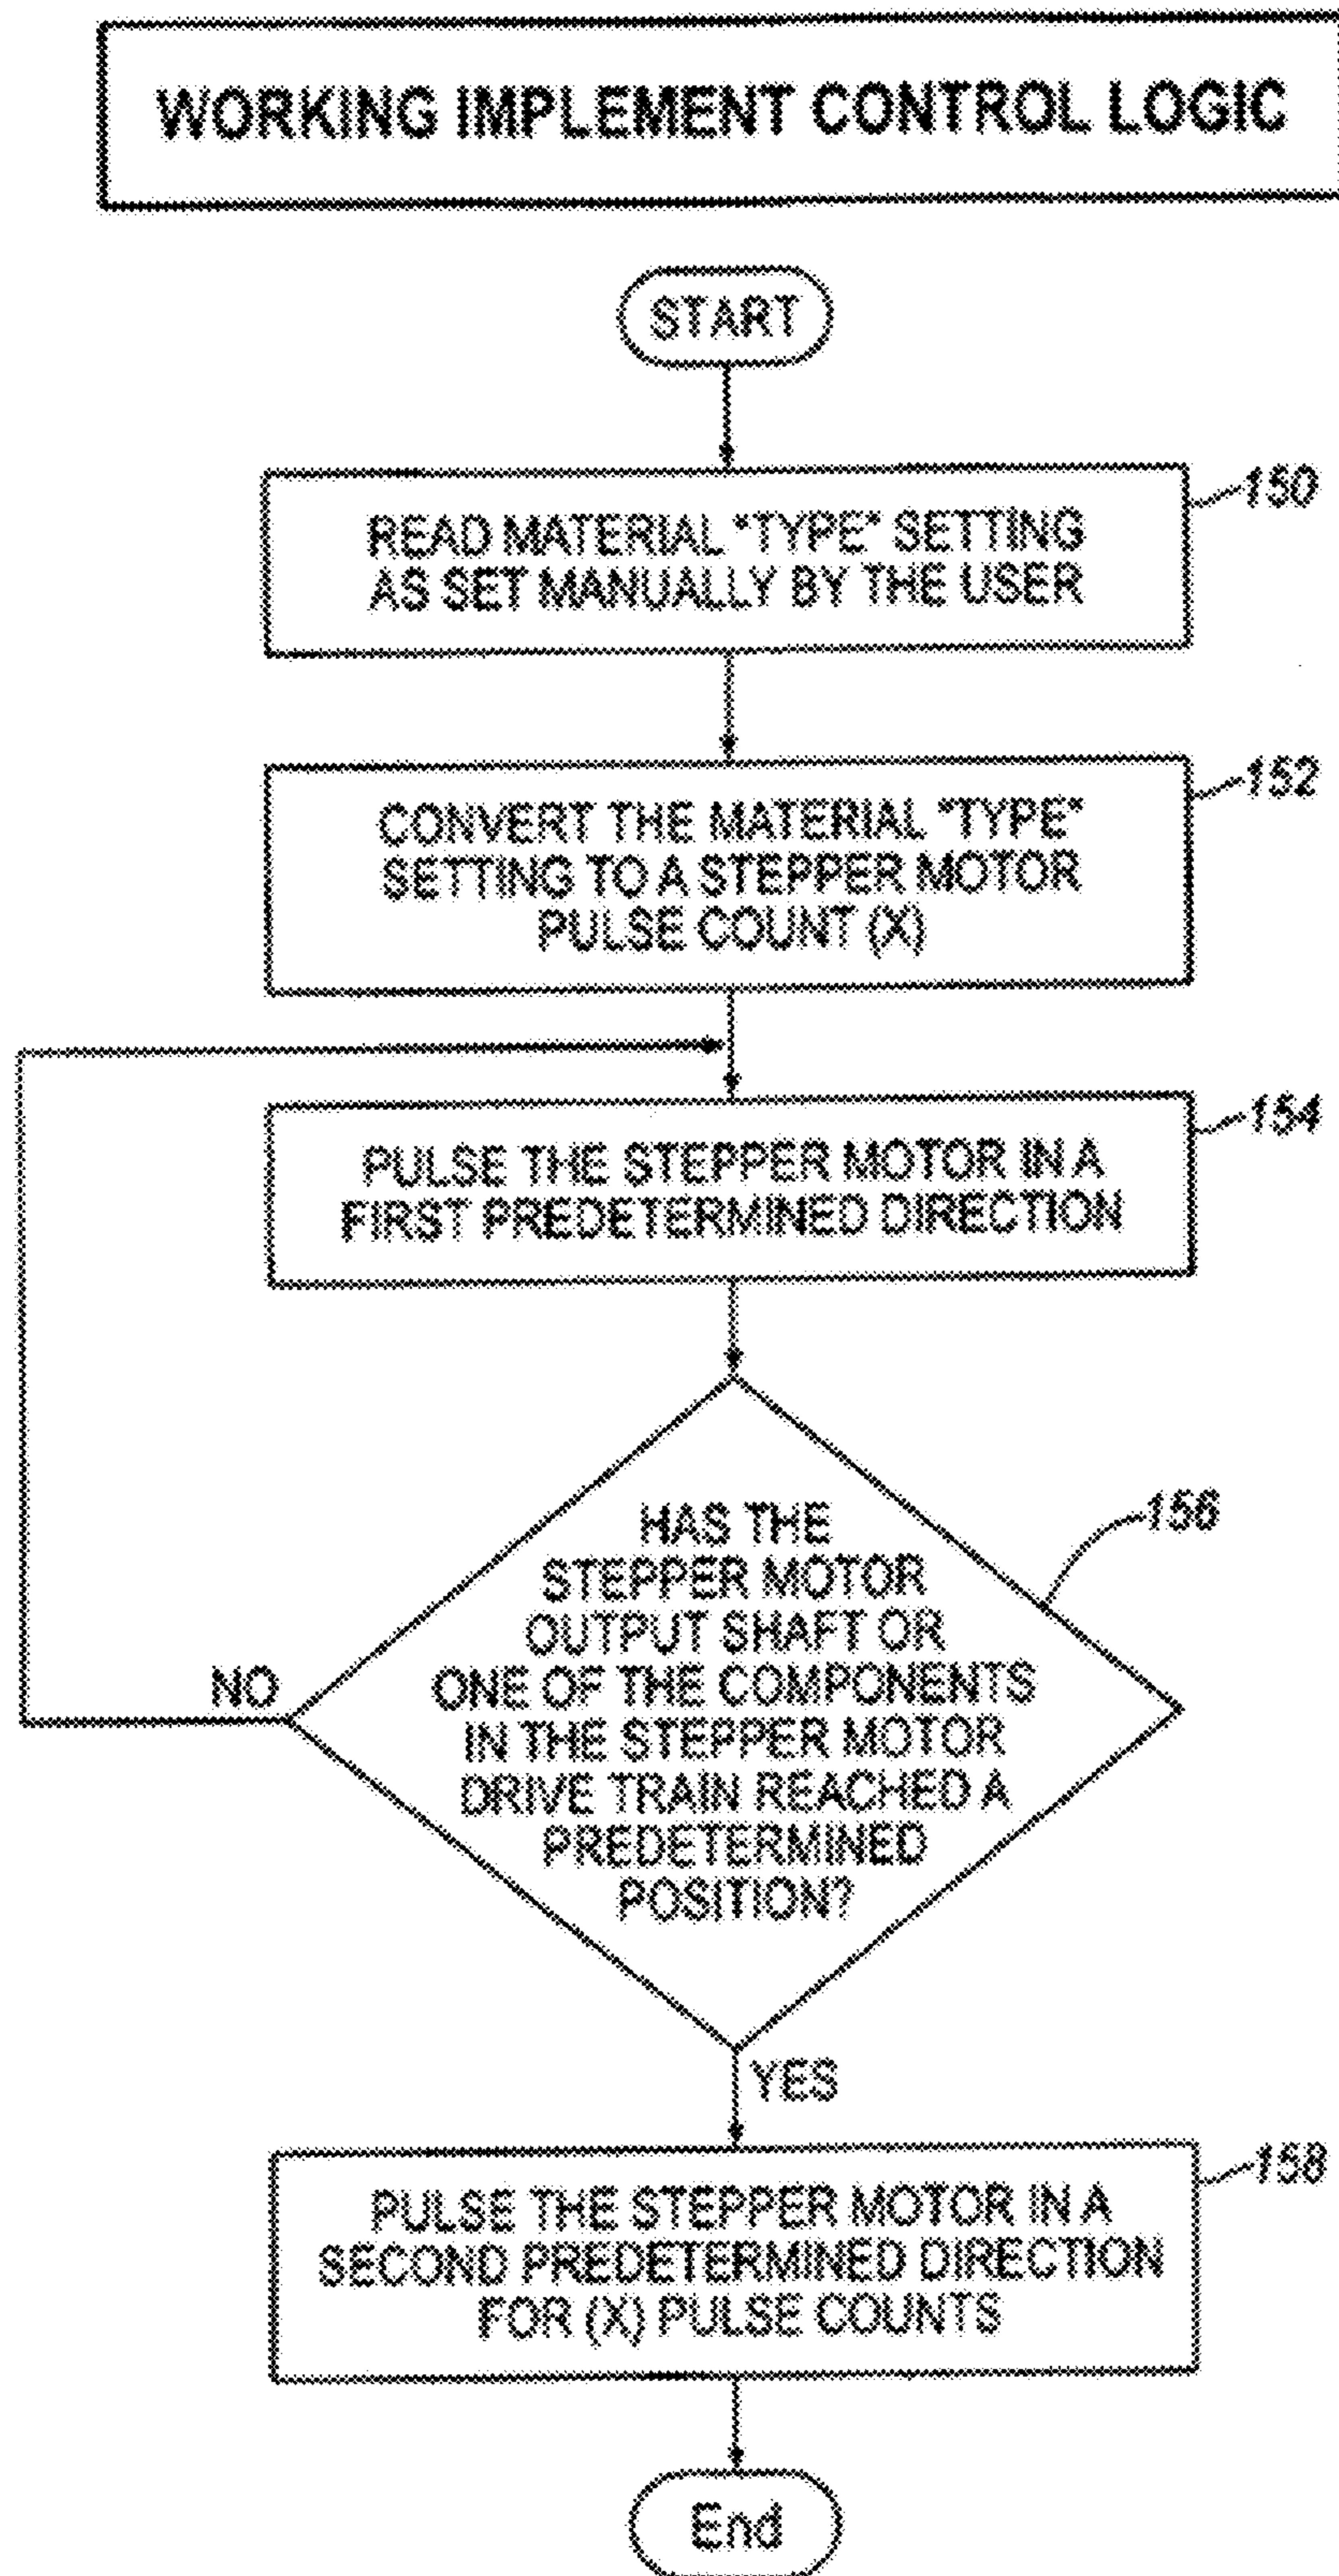 WORKING IMPLEMENT CONTROL LOGIC
START
READ MATERIAL "TYPE" SETTING
AS SET MANUALLY BY THE USER
150
CONVERT THE MATERIAL "TYPE"
SETTING TO A STEPPER MOTOR
PULSE COUNT (X)
152
PULSE THE STEPPER MOTOR IN A
FIRST PREDETERMINED DIRECTION
154
HAS THE
STEPPER MOTOR
OUTPUT SHAFT OR
ONE OF THE COMPONENTS
IN THE STEPPER MOTOR
DRIVE TRAIN REACHED A
PREDETERMINED
POSITION?
156
NO
YES
PULSE THE STEPPER MOTOR IN A
SECOND PREDETERMINED DIRECTION
FOR (X) PULSE COUNTS
158
End